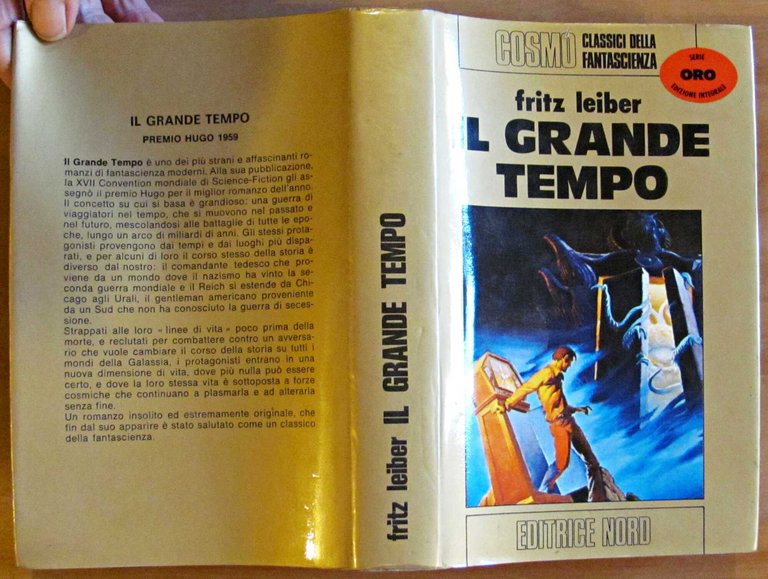 IL GRANDE TEMPO
PREMIO HUGO 1959
Il Grande Tempo è uno dei più strani e affascinanti ro-
manzi di fantascienza moderni. Alla sua pubblicazione,
la XVII Convention mondiale di Science-Fiction gli as-
segnò il premio Hugo per il miglior romanzo dell'anno.
Il concetto su cui si basa è grandioso: una guerra di
viaggiatori nel tempo, che si muovono nel passato e
nel futuro, mescolandosi alle battaglie di tutte le epo-
che, lungo un arco di miliardi di anni. Gli stessi prota-
gonisti provengono dai tempi e dai luoghi più dispa-
rati, e per alcuni di loro il corso stesso della storia è
diverso dal nostro: il comandante tedesco che pro-
viene da un mondo dove il nazismo ha vinto la se-
conda guerra mondiale e il Reich si estende da Chi-
cago agli Urali, il gentleman americano proveniente
da un Sud che non ha conosciuto la guerra di seces-
sione.
Strappati alle loro « linee di vita » poco prima della
morte, e reclutati per combattere contro un avversa-
rio che vuole cambiare il corso della storia su tutti i
mondi della Galassia, i protagonisti entrano in una
nuova dimensione di vita, dove più nulla può essere
certo, e dove la loro stessa vita è sottoposta a forze
cosmiche che continuano a plasmarla e ad alterarla
senza fine.
Un romanzo insolito ed estremamente originale, che
fin dal suo apparire è stato salutato come un classico
della fantascienza.
fritz leiber IL GRANDE TEMPO
COSMO CLASSICI DELLA
FANTASCIENZA
SERIE
ORO
EDIZIONE INTEGRALE
fritz leiber
IL GRANDE
TEMPO
EDITRICE NORD